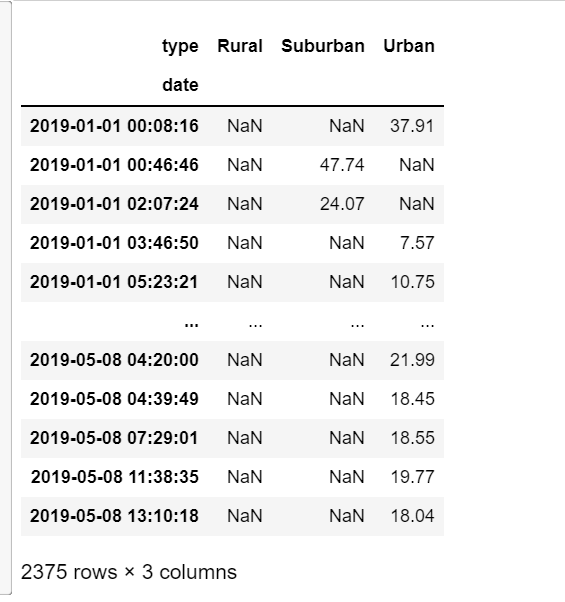 type Rural Suburban Urban
date
2019-01-01 00:08:16 NaN NaN 37.91
2019-01-01 00:46:46 NaN 47.74 NaN
2019-01-01 02:07:24 NaN 24.07 NaN
2019-01-01 03:46:50 NaN NaN 7.57
2019-01-01 05:23:21 NaN NaN 10.75
... ... ... ...
2019-05-08 04:20:00 NaN NaN 21.99
2019-05-08 04:39:49 NaN NaN 18.45
2019-05-08 07:29:01 NaN NaN 18.55
2019-05-08 11:38:35 NaN NaN 19.77
2019-05-08 13:10:18 NaN NaN 18.04
2375 rows × 3 columns